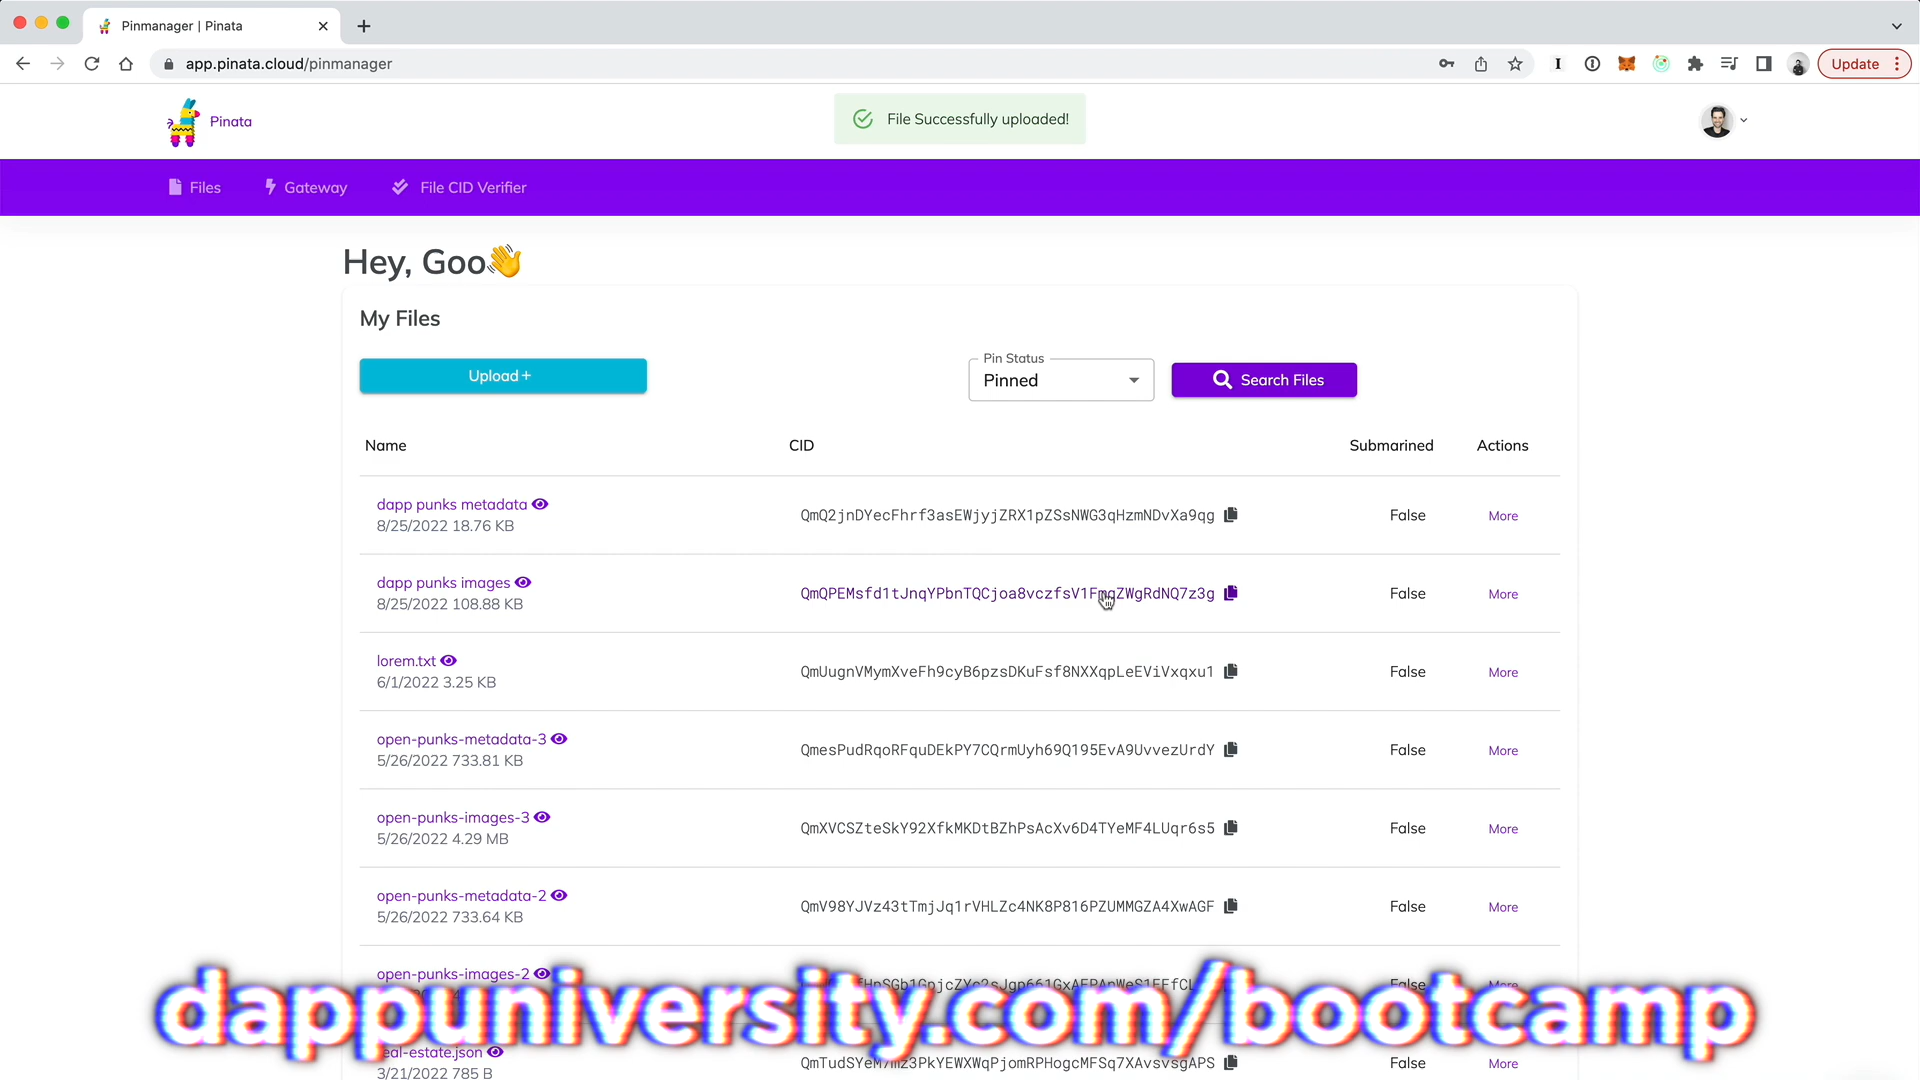 Pinmanager | Pinata
app.pinata.cloud/pinmanager
Update
Pinata
File Successfully uploaded!
Files
Gateway
File CID Verifier
Hey, Goo👋
My Files
Upload +
Pin Status
Pinned
Search Files
Name CID Submarined Actions
dapp punks metadata
8/25/2022 18.76 KB
QmQ2jnDYecFhrf3asEWjyjZRX1pZSsNWG3qHzmNDvXa9qg False More
dapp punks images
8/25/2022 108.88 KB
False More
lorem.txt
6/1/2022 3.25 KB
QmUugnVMymXveFh9cyB6pzsDKuFsf8NXXqpLeEViVxqxu1 False More
open-punks-metadata-3
5/26/2022 733.81 KB
QmesPudRqoRFquDEkPY7CQrmUyh69Q195EvA9UvvezUrdY False More
open-punks-images-3
5/26/2022 4.29 MB
QmXVCSZteSkY92XfkMKDtBZhPsAcXv6D4TYeMF4LUqr6s5 False More
open-punks-metadata-2
5/26/2022 733.64 KB
QmV98YJVz43tTmjJq1rVHLZc4NK8P816PZUMMGZA4XwAGF False More
open-punks-images-2
False More
dappuniversity.com/bootcamp
real-estate.json
3/21/2022 785 B
False More